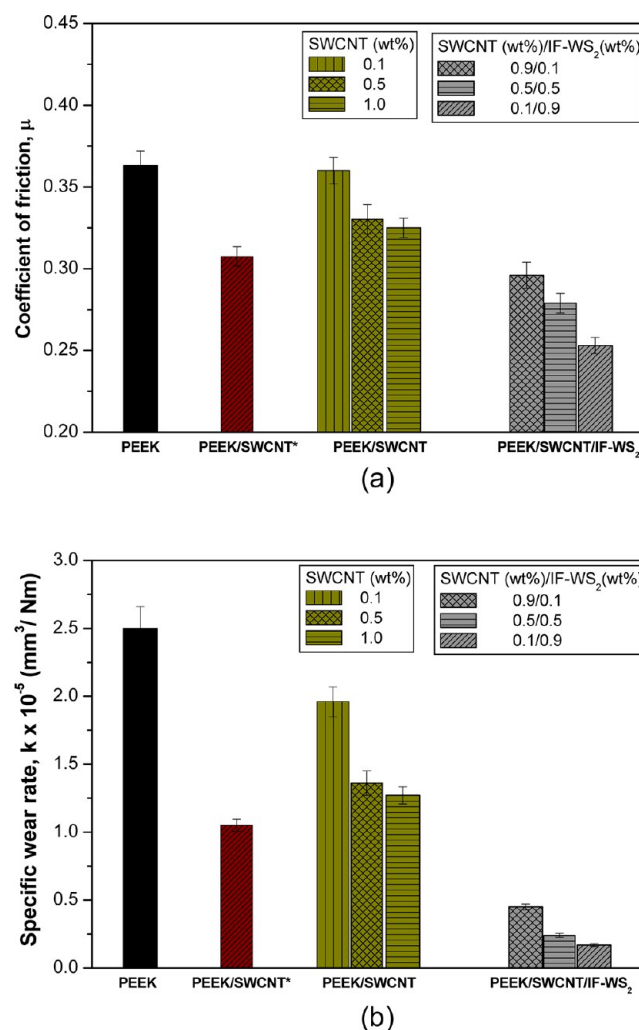 0.45
0.40
0.35
0.30
0.25
0.20
Coefficient of friction, μ
SWCNT (wt%)
0.1
0.5
1.0
SWCNT (wt%)/IF-WS₂(wt%)
0.9/0.1
0.5/0.5
0.1/0.9
PEEK PEEK/SWCNT* PEEK/SWCNT PEEK/SWCNT/IF-WS₂
(a)
3.0
2.5
2.0
1.5
1.0
0.5
0.0
Specific wear rate, k x 10⁻⁵ (mm³/ Nm)
SWCNT (wt%)
0.1
0.5
1.0
SWCNT (wt%)/IF-WS₂(wt%)
0.9/0.1
0.5/0.5
0.1/0.9
PEEK PEEK/SWCNT* PEEK/SWCNT PEEK/SWCNT/IF-WS₂
(b)